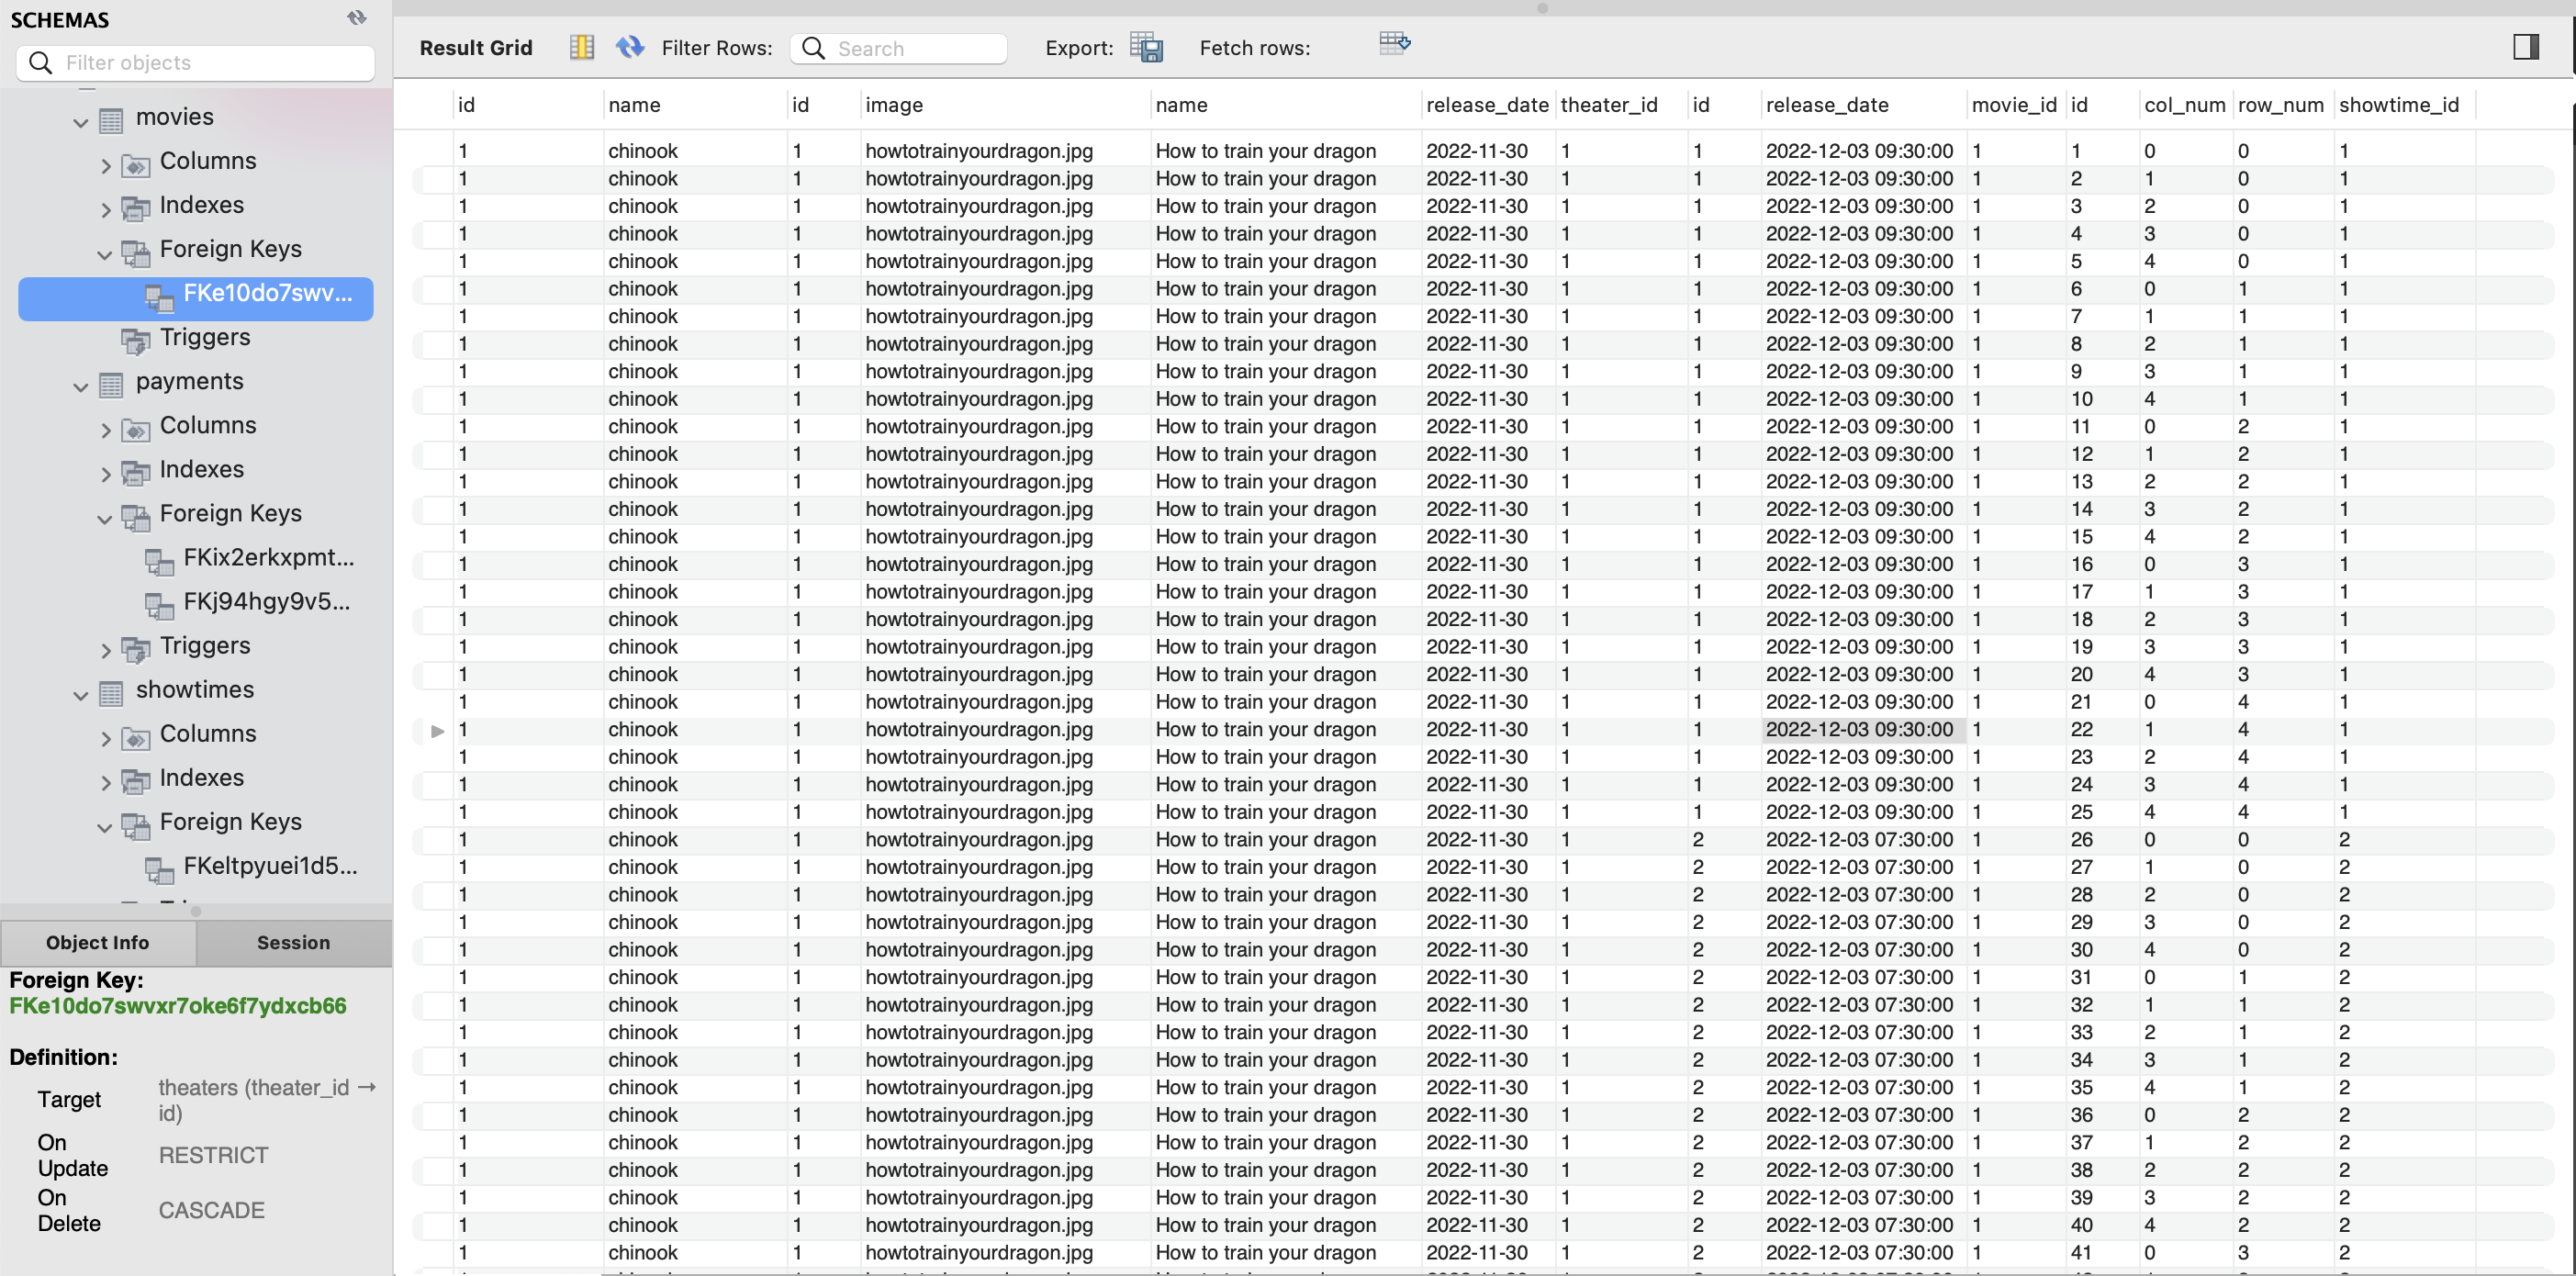 SCHEMAS
Filter objects
movies
Columns
Indexes
Foreign Keys
FKe10do7swv...
Triggers
payments
Columns
Indexes
Foreign Keys
FKix2erkxpmt...
FKj94hgy9v5...
Triggers
showtimes
Columns
Indexes
Foreign Keys
FKeltpyuei1d5...
Object Info Session
Foreign Key:
FKe10do7swvxr7oke6f7ydxcb66
Definition:
Target theaters (theater_id → id)
On Update RESTRICT
On Delete CASCADE
Result Grid Filter Rows: Search Export: Fetch rows:
id name id image name release_date theater_id id release_date movie_id id col_num row_num showtime_id
1 chinook 1 howtotrainyourdragon.jpg How to train your dragon 2022-11-30 1 1 2022-12-03 09:30:00 1 1 0 0 1
1 chinook 1 howtotrainyourdragon.jpg How to train your dragon 2022-11-30 1 1 2022-12-03 09:30:00 1 2 1 0 1
1 chinook 1 howtotrainyourdragon.jpg How to train your dragon 2022-11-30 1 1 2022-12-03 09:30:00 1 3 2 0 1
1 chinook 1 howtotrainyourdragon.jpg How to train your dragon 2022-11-30 1 1 2022-12-03 09:30:00 1 4 3 0 1
1 chinook 1 howtotrainyourdragon.jpg How to train your dragon 2022-11-30 1 1 2022-12-03 09:30:00 1 5 4 0 1
1 chinook 1 howtotrainyourdragon.jpg How to train your dragon 2022-11-30 1 1 2022-12-03 09:30:00 1 6 0 1 1
1 chinook 1 howtotrainyourdragon.jpg How to train your dragon 2022-11-30 1 1 2022-12-03 09:30:00 1 7 1 1 1
1 chinook 1 howtotrainyourdragon.jpg How to train your dragon 2022-11-30 1 1 2022-12-03 09:30:00 1 8 2 1 1
1 chinook 1 howtotrainyourdragon.jpg How to train your dragon 2022-11-30 1 1 2022-12-03 09:30:00 1 9 3 1 1
1 chinook 1 howtotrainyourdragon.jpg How to train your dragon 2022-11-30 1 1 2022-12-03 09:30:00 1 10 4 1 1
1 chinook 1 howtotrainyourdragon.jpg How to train your dragon 2022-11-30 1 1 2022-12-03 09:30:00 1 11 0 2 1
1 chinook 1 howtotrainyourdragon.jpg How to train your dragon 2022-11-30 1 1 2022-12-03 09:30:00 1 12 1 2 1
1 chinook 1 howtotrainyourdragon.jpg How to train your dragon 2022-11-30 1 1 2022-12-03 09:30:00 1 13 2 2 1
1 chinook 1 howtotrainyourdragon.jpg How to train your dragon 2022-11-30 1 1 2022-12-03 09:30:00 1 14 3 2 1
1 chinook 1 howtotrainyourdragon.jpg How to train your dragon 2022-11-30 1 1 2022-12-03 09:30:00 1 15 4 2 1
1 chinook 1 howtotrainyourdragon.jpg How to train your dragon 2022-11-30 1 1 2022-12-03 09:30:00 1 16 0 3 1
1 chinook 1 howtotrainyourdragon.jpg How to train your dragon 2022-11-30 1 1 2022-12-03 09:30:00 1 17 1 3 1
1 chinook 1 howtotrainyourdragon.jpg How to train your dragon 2022-11-30 1 1 2022-12-03 09:30:00 1 18 2 3 1
1 chinook 1 howtotrainyourdragon.jpg How to train your dragon 2022-11-30 1 1 2022-12-03 09:30:00 1 19 3 3 1
1 chinook 1 howtotrainyourdragon.jpg How to train your dragon 2022-11-30 1 1 2022-12-03 09:30:00 1 20 4 3 1
1 chinook 1 howtotrainyourdragon.jpg How to train your dragon 2022-11-30 1 1 2022-12-03 09:30:00 1 21 0 4 1
1 chinook 1 howtotrainyourdragon.jpg How to train your dragon 2022-11-30 1 1 2022-12-03 09:30:00 1 22 1 4 1
1 chinook 1 howtotrainyourdragon.jpg How to train your dragon 2022-11-30 1 1 2022-12-03 09:30:00 1 23 2 4 1
1 chinook 1 howtotrainyourdragon.jpg How to train your dragon 2022-11-30 1 1 2022-12-03 09:30:00 1 24 3 4 1
1 chinook 1 howtotrainyourdragon.jpg How to train your dragon 2022-11-30 1 1 2022-12-03 09:30:00 1 25 4 4 1
1 chinook 1 howtotrainyourdragon.jpg How to train your dragon 2022-11-30 1 2 2022-12-03 07:30:00 1 26 0 0 2
1 chinook 1 howtotrainyourdragon.jpg How to train your dragon 2022-11-30 1 2 2022-12-03 07:30:00 1 27 1 0 2
1 chinook 1 howtotrainyourdragon.jpg How to train your dragon 2022-11-30 1 2 2022-12-03 07:30:00 1 28 2 0 2
1 chinook 1 howtotrainyourdragon.jpg How to train your dragon 2022-11-30 1 2 2022-12-03 07:30:00 1 29 3 0 2
1 chinook 1 howtotrainyourdragon.jpg How to train your dragon 2022-11-30 1 2 2022-12-03 07:30:00 1 30 4 0 2
1 chinook 1 howtotrainyourdragon.jpg How to train your dragon 2022-11-30 1 2 2022-12-03 07:30:00 1 31 0 1 2
1 chinook 1 howtotrainyourdragon.jpg How to train your dragon 2022-11-30 1 2 2022-12-03 07:30:00 1 32 1 1 2
1 chinook 1 howtotrainyourdragon.jpg How to train your dragon 2022-11-30 1 2 2022-12-03 07:30:00 1 33 2 1 2
1 chinook 1 howtotrainyourdragon.jpg How to train your dragon 2022-11-30 1 2 2022-12-03 07:30:00 1 34 3 1 2
1 chinook 1 howtotrainyourdragon.jpg How to train your dragon 2022-11-30 1 2 2022-12-03 07:30:00 1 35 4 1 2
1 chinook 1 howtotrainyourdragon.jpg How to train your dragon 2022-11-30 1 2 2022-12-03 07:30:00 1 36 0 2 2
1 chinook 1 howtotrainyourdragon.jpg How to train your dragon 2022-11-30 1 2 2022-12-03 07:30:00 1 37 1 2 2
1 chinook 1 howtotrainyourdragon.jpg How to train your dragon 2022-11-30 1 2 2022-12-03 07:30:00 1 38 2 2 2
1 chinook 1 howtotrainyourdragon.jpg How to train your dragon 2022-11-30 1 2 2022-12-03 07:30:00 1 39 3 2 2
1 chinook 1 howtotrainyourdragon.jpg How to train your dragon 2022-11-30 1 2 2022-12-03 07:30:00 1 40 4 2 2
1 chinook 1 howtotrainyourdragon.jpg How to train your dragon 2022-11-30 1 2 2022-12-03 07:30:00 1 41 0 3 2